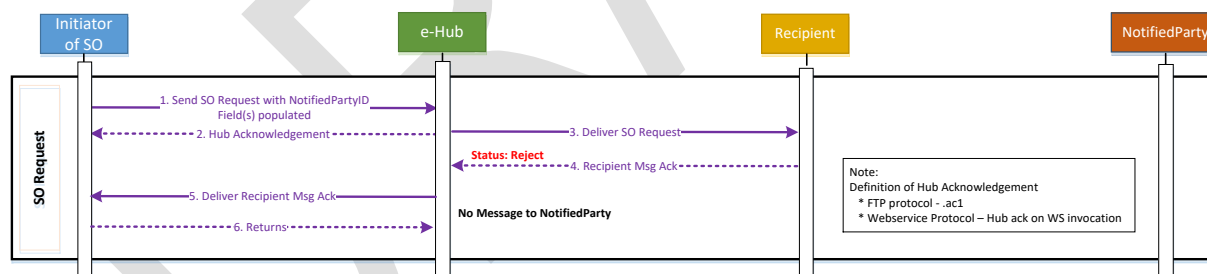 Initiator
of SO
e-Hub
Recipient
NotifiedParty
SO Request
1. Send SO Request with NotifiedPartyID
Field(s) populated
2. Hub Acknowledgement
3. Deliver SO Request
Status: Reject
4. Recipient Msg Ack
5. Deliver Recipient Msg Ack
No Message to NotifiedParty
6. Returns
Note:
Definition of Hub Acknowledgement
* FTP protocol - .ac1
* Webservice Protocol – Hub ack on WS invocation